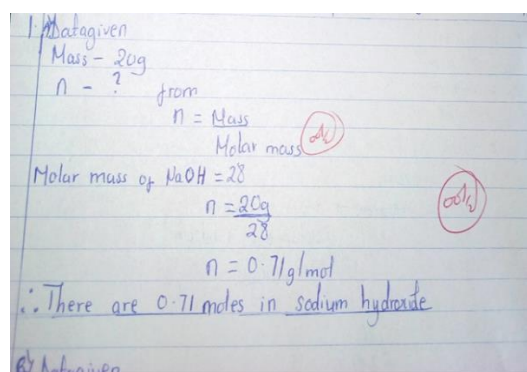 1. Datagiven
Mass - 20g
n - ?
from
n = Mass
Molar mass
Molar mass of NaOH = 28
n = 20g
28
n = 0.71g/mol
∴ There are 0.71 moles in sodium hydroxide
Datagiven